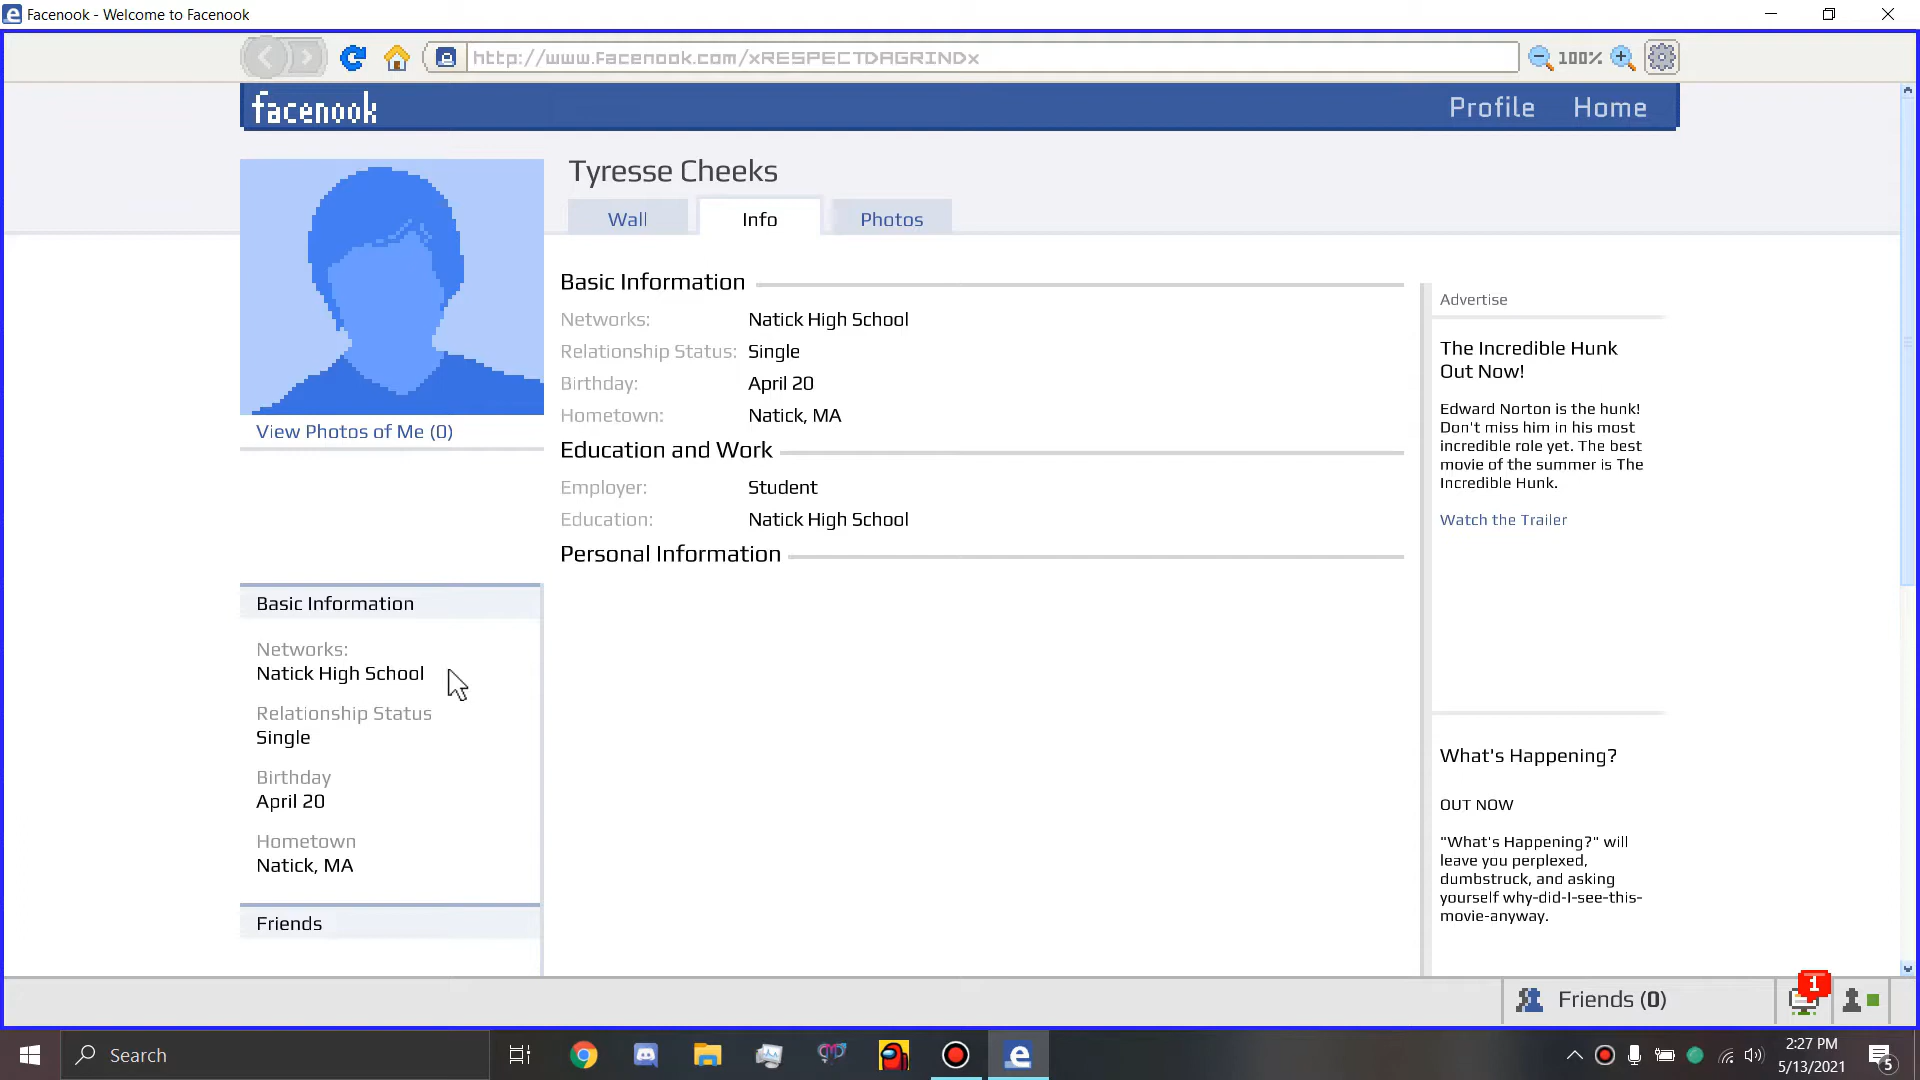 Facenook - Welcome to Facenook
http://www.facenook.com/xRESPECTDAGRINDx
100%
facenook
Profile Home
Tyresse Cheeks
Wall Info Photos
View Photos of Me (0)
Basic Information
Networks: Natick High School
Relationship Status: Single
Birthday: April 20
Hometown: Natick, MA
Education and Work
Employer: Student
Education: Natick High School
Personal Information
Basic Information
Networks:
Natick High School
Relationship Status
Single
Birthday
April 20
Hometown
Natick, MA
Friends
Advertise
The Incredible Hunk
Out Now!
Edward Norton is the hunk!
Don't miss him in his most
incredible role yet. The best
movie of the summer is The
Incredible Hunk.
Watch the Trailer
What's Happening?
OUT NOW
"What's Happening?" will
leave you perplexed,
dumbstruck, and asking
yourself why-did-I-see-this-
movie-anyway.
Friends (0)
1
Search
2:27 PM
5/13/2021
5